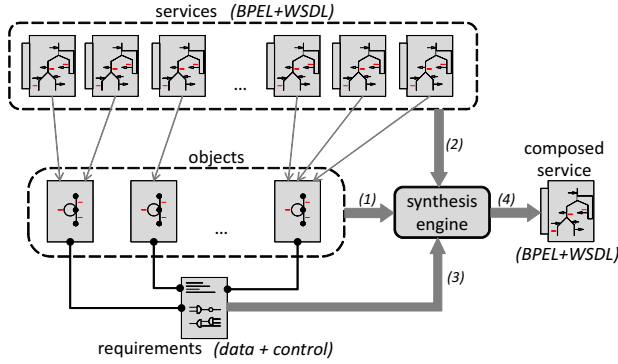 services (BPEL+WSDL)
...
objects
(2)
composed
service
(1)
synthesis
engine
(4)
...
(BPEL+WSDL)
(3)
requirements (data + control)